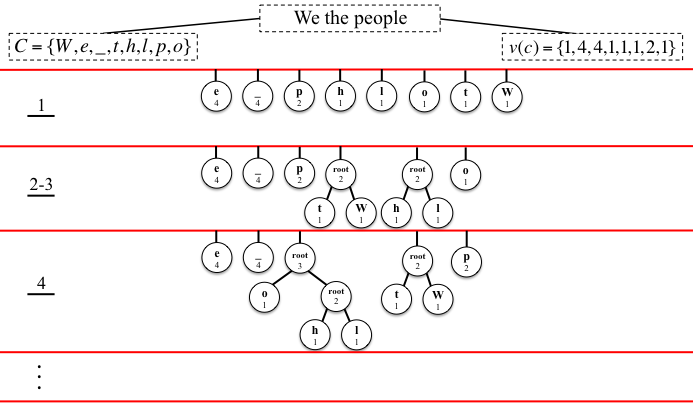 We the people
C = {W,e,_,t,h,l,p,o}
v(c) = {1,4,4,1,1,1,2,1}
1
e _ p h l o t W
4 4 2 1 1 1 1 1
2-3
e _ p root root o
4 4 2 2 2 1
t W h l
1 1 1 1
4
e _ root root p
4 4 3 2 2
o root t W
1 2 1 1
h l
1 1
⋮